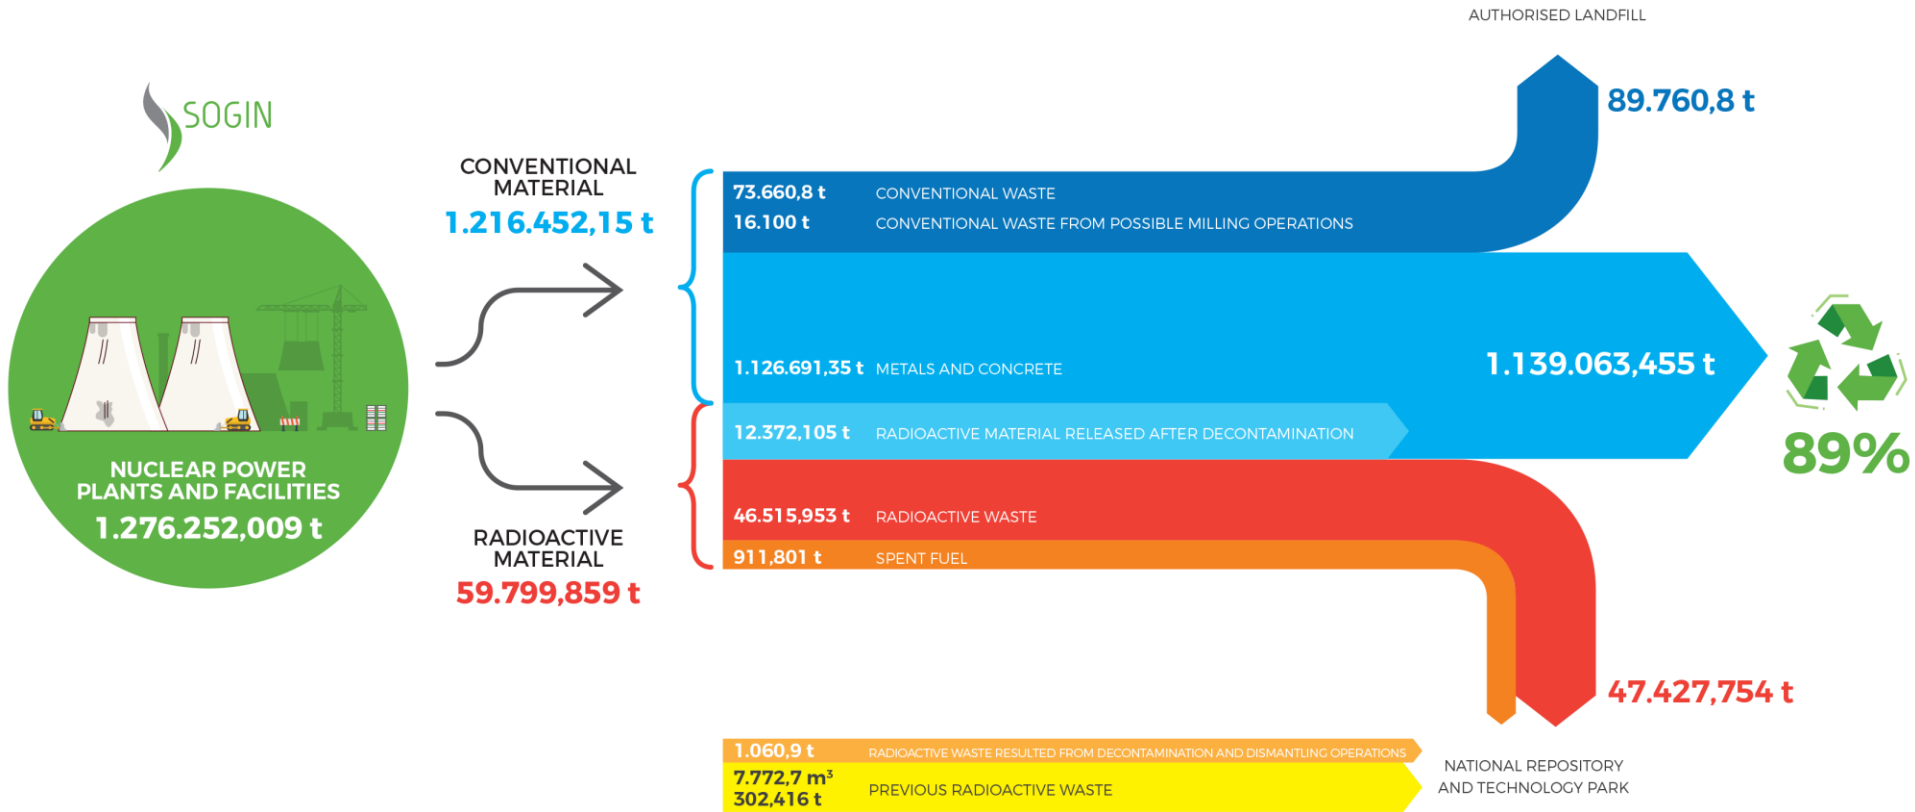 AUTHORISED LANDFILL
89.760,8 t
SOGIN
CONVENTIONAL
MATERIAL
1.216.452,15 t
73.660,8 t CONVENTIONAL WASTE
16.100 t CONVENTIONAL WASTE FROM POSSIBLE MILLING OPERATIONS
1.126.691,35 t METALS AND CONCRETE
1.139.063,455 t
89%
12.372,105 t RADIOACTIVE MATERIAL RELEASED AFTER DECONTAMINATION
NUCLEAR POWER
PLANTS AND FACILITIES
1.276.252,009 t
RADIOACTIVE
MATERIAL
59.799,859 t
46.515,953 t RADIOACTIVE WASTE
911,801 t SPENT FUEL
47.427,754 t
1.060,9 t RADIOACTIVE WASTE RESULTED FROM DECONTAMINATION AND DISMANTLING OPERATIONS
7.772,7 m³
302,416 t PREVIOUS RADIOACTIVE WASTE
NATIONAL REPOSITORY
AND TECHNOLOGY PARK